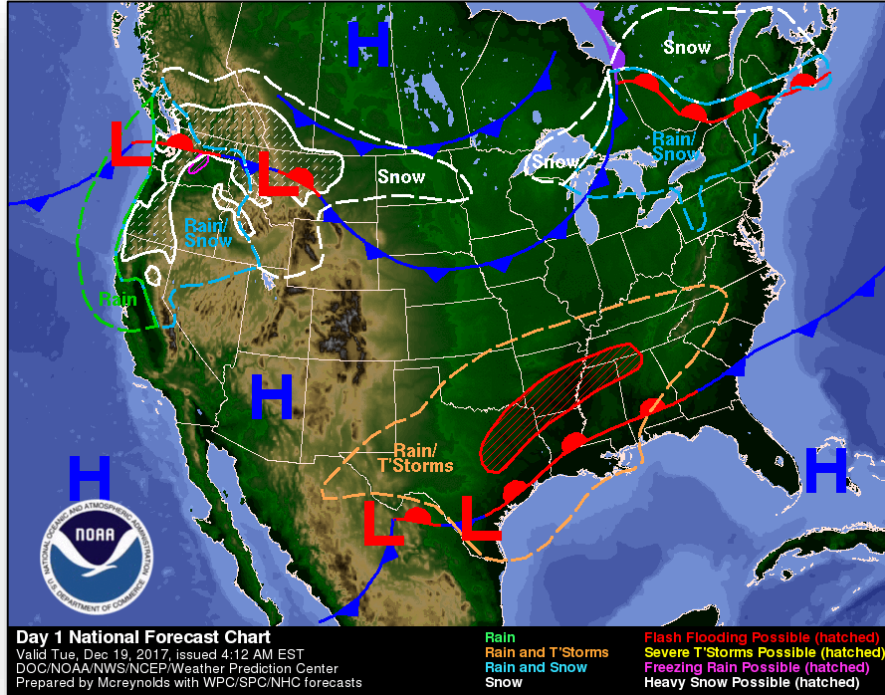 H
Snow
L
L
Snow
Snow
Rain/
Snow
Rain/
Snow
Rain
H
Rain/
T'Storms
H
H
L
L
NATIONAL OCEANIC AND ATMOSPHERIC ADMINISTRATION
NOAA
U.S. DEPARTMENT OF COMMERCE
Day 1 National Forecast Chart
Valid Tue, Dec 19, 2017, issued 4:12 AM EST
DOC/NOAA/NWS/NCEP/Weather Prediction Center
Prepared by Mcreynolds with WPC/SPC/NHC forecasts
Rain
Rain and T'Storms
Rain and Snow
Snow
Flash Flooding Possible (hatched)
Severe T'Storms Possible (hatched)
Freezing Rain Possible (hatched)
Heavy Snow Possible (hatched)